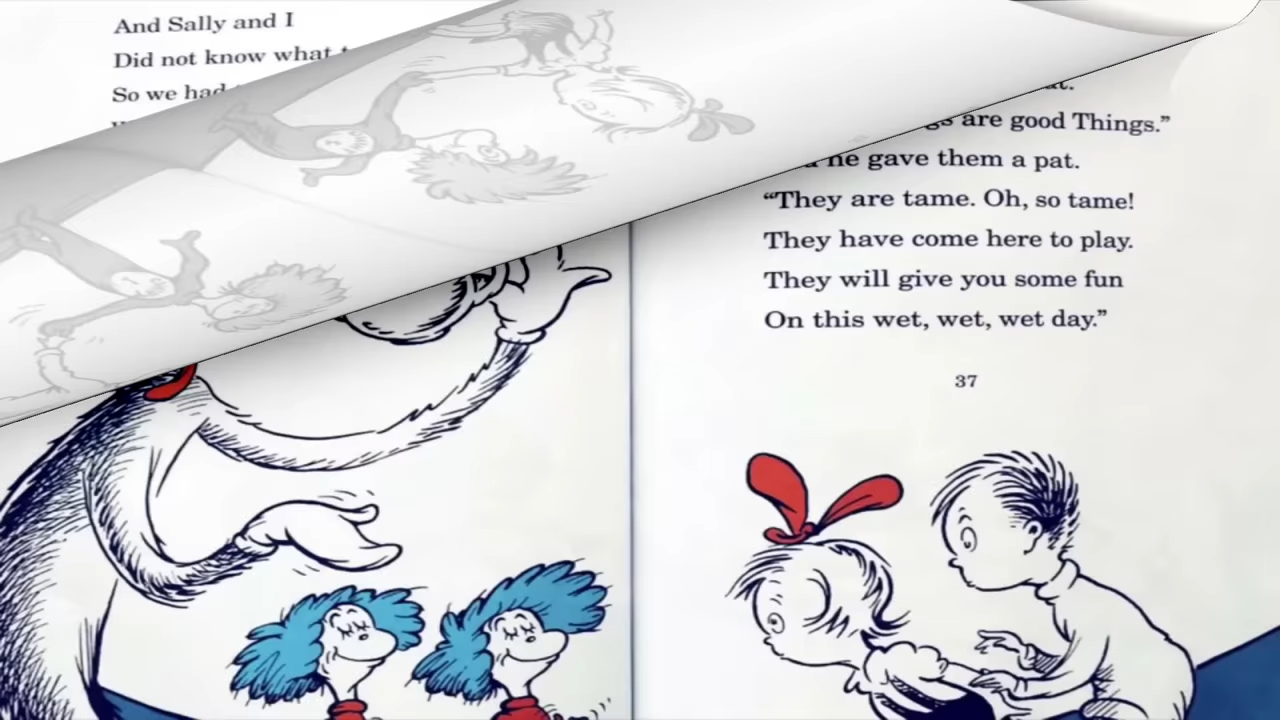 And Sally and I
Did not know what
So we had
are good Things.”
he gave them a pat.
“They are tame. Oh, so tame!
They have come here to play.
They will give you some fun
On this wet, wet, wet day.”
37